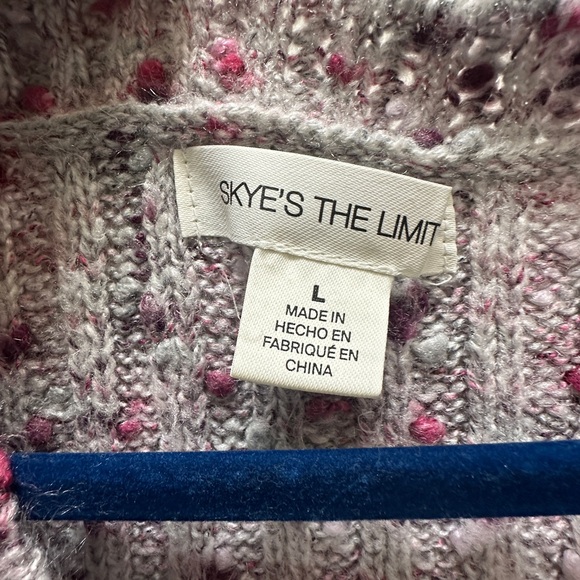 SKYE'S THE LIMIT
L
MADE IN
HECHO EN
FABRIQUÉ EN
CHINA